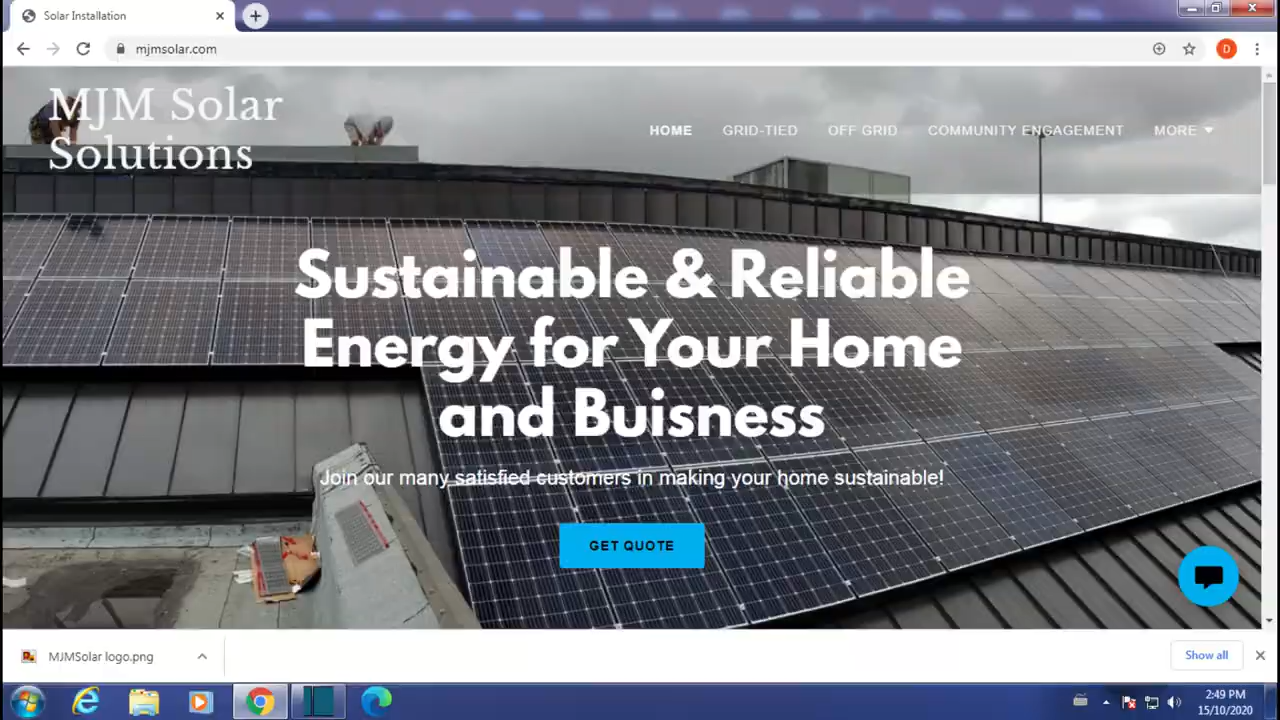 Solar Installation
mjmsolar.com
D
MJM Solar
Solutions
HOME GRID-TIED OFF GRID COMMUNITY ENGAGEMENT MORE
Sustainable & Reliable
Energy for Your Home
and Buisness
Join our many satisfied customers in making your home sustainable!
GET QUOTE
MJMSolar logo.png
Show all
2:49 PM
15/10/2020